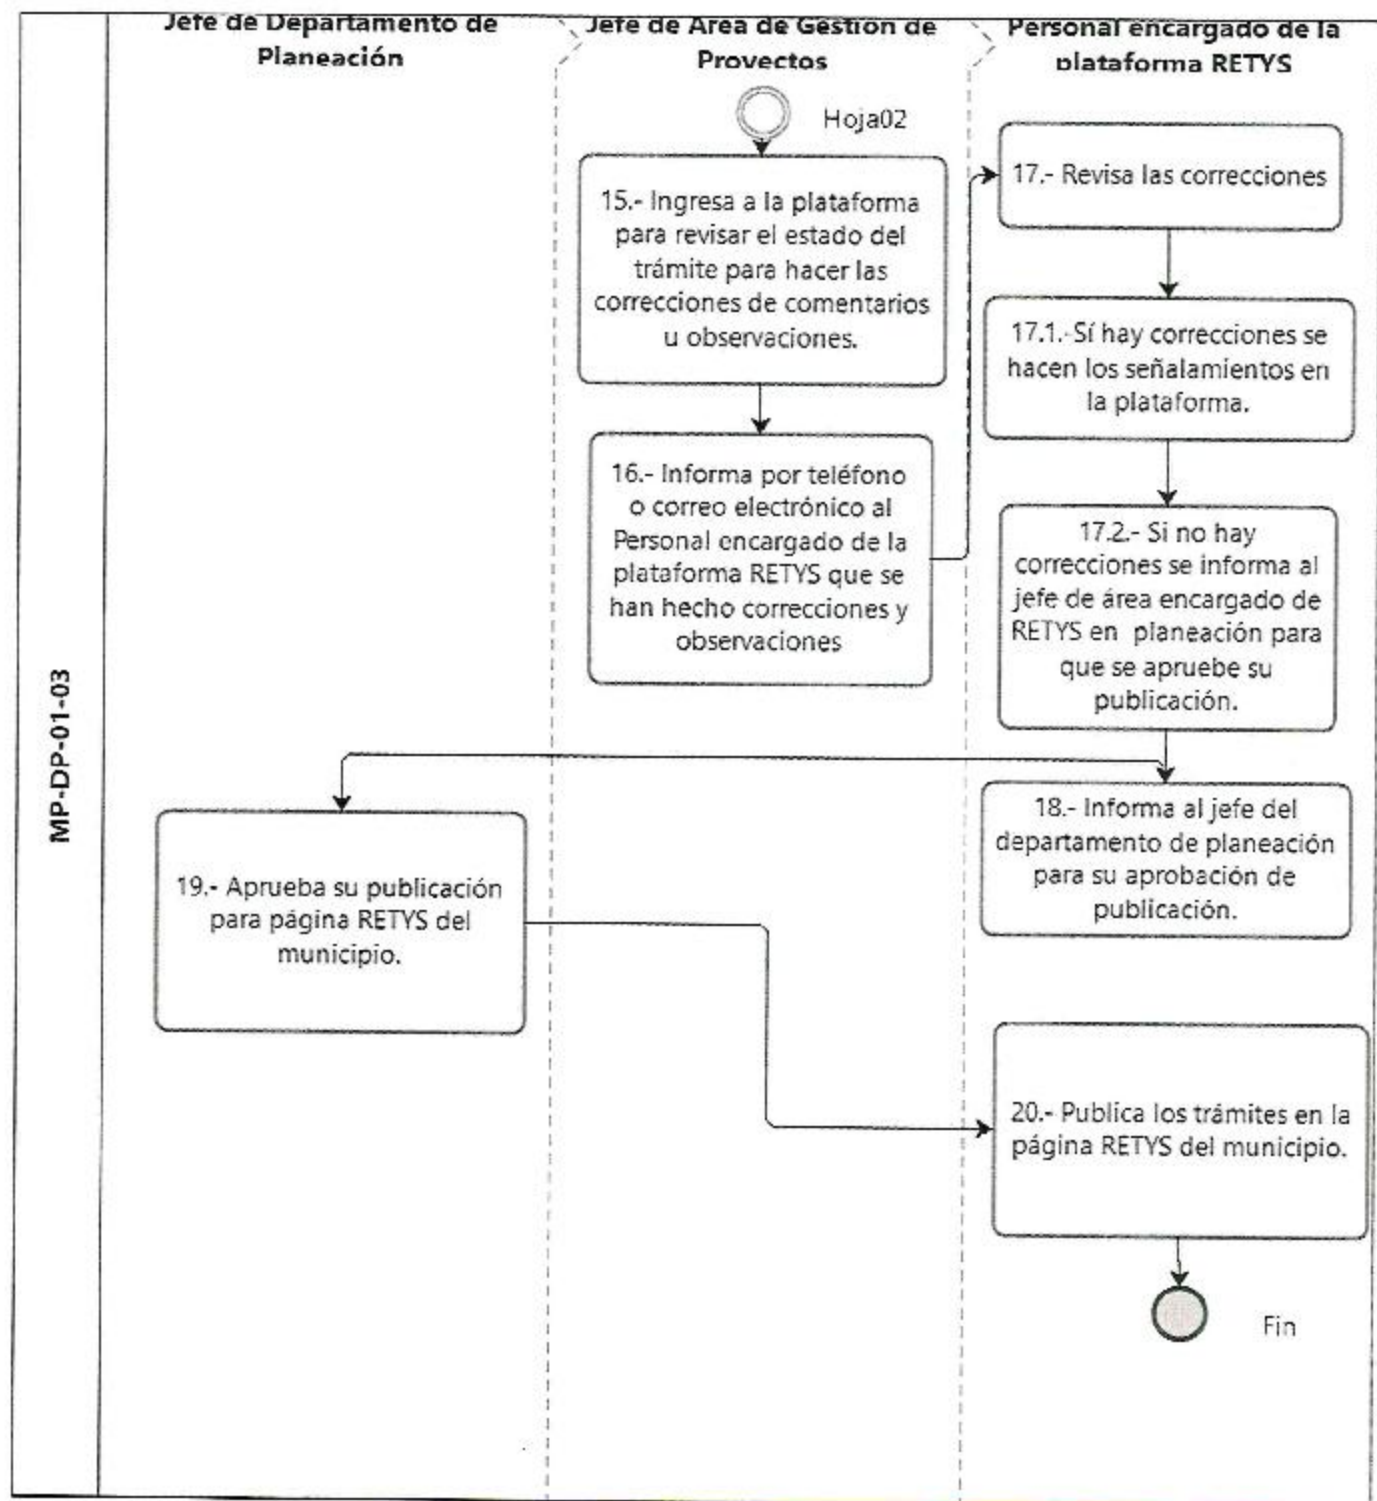 Jefe de Departamento de
Planeación
Jefe de Area de Gestión de
Proyectos
Personal encargado de la
plataforma RETYS
MP-DP-01-03
Hoja02
15.- Ingresa a la plataforma
para revisar el estado del
trámite para hacer las
correcciones de comentarios
u observaciones.
16.- Informa por teléfono
o correo electrónico al
Personal encargado de la
plataforma RETYS que se
han hecho correcciones y
observaciones
17.- Revisa las correcciones
17.1.-Sí hay correcciones se
hacen los señalamientos en
la plataforma.
17.2.- Si no hay
correcciones se informa al
jefe de área encargado de
RETYS en planeación para
que se apruebe su
publicación.
18.- Informa al jefe del
departamento de planeación
para su aprobación de
publicación.
19.- Aprueba su publicación
para página RETYS del
municipio.
20.- Publica los trámites en la
página RETYS del municipio.
Fin